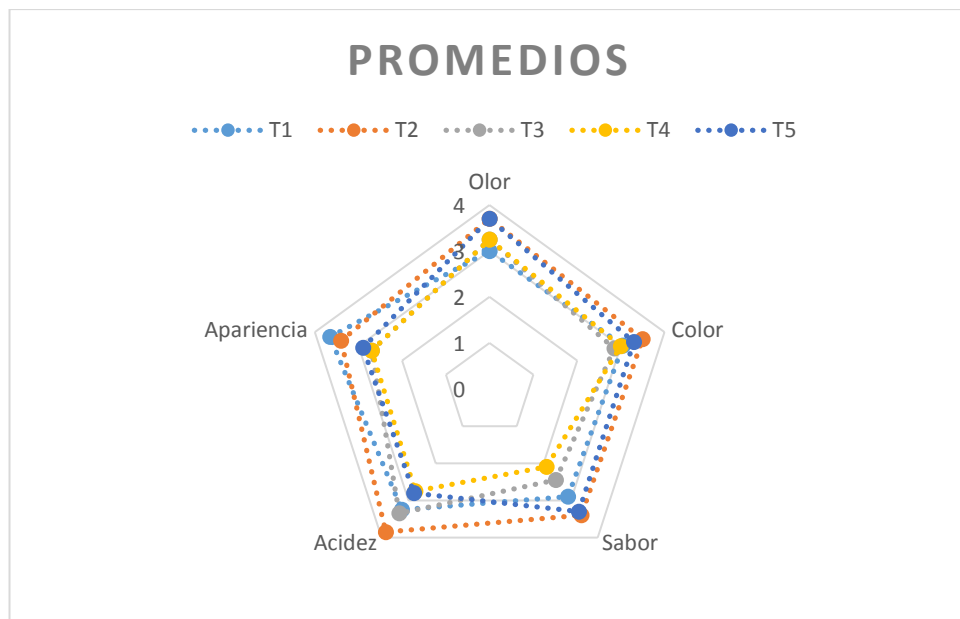 PROMEDIOS
T1 T2 T3 T4 T5
Olor
4
3
2
1
0
Apariencia Color
Acidez Sabor